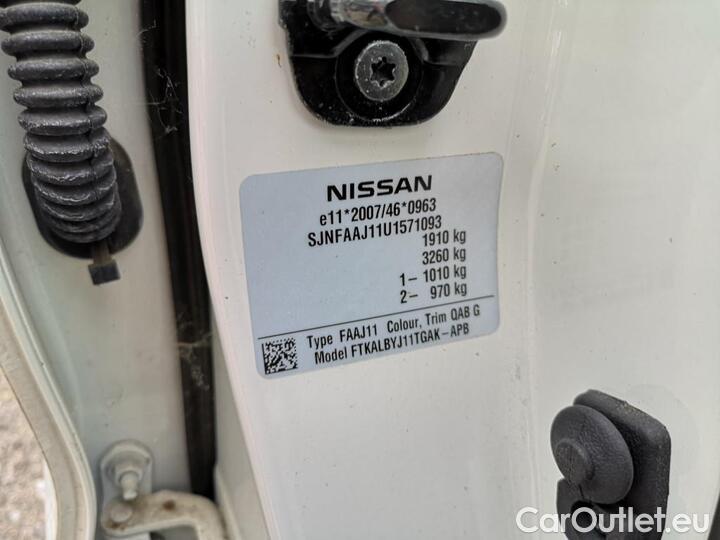 NISSAN
e11*2007/46*0963
SJNFAAJ11U1571093
1910 kg
3260 kg
1– 1010 kg
2– 970 kg
Type FAAJ11 Colour, Trim QAB G
Model FTKALBYJ11TGAK–APB
CarOutlet.eu